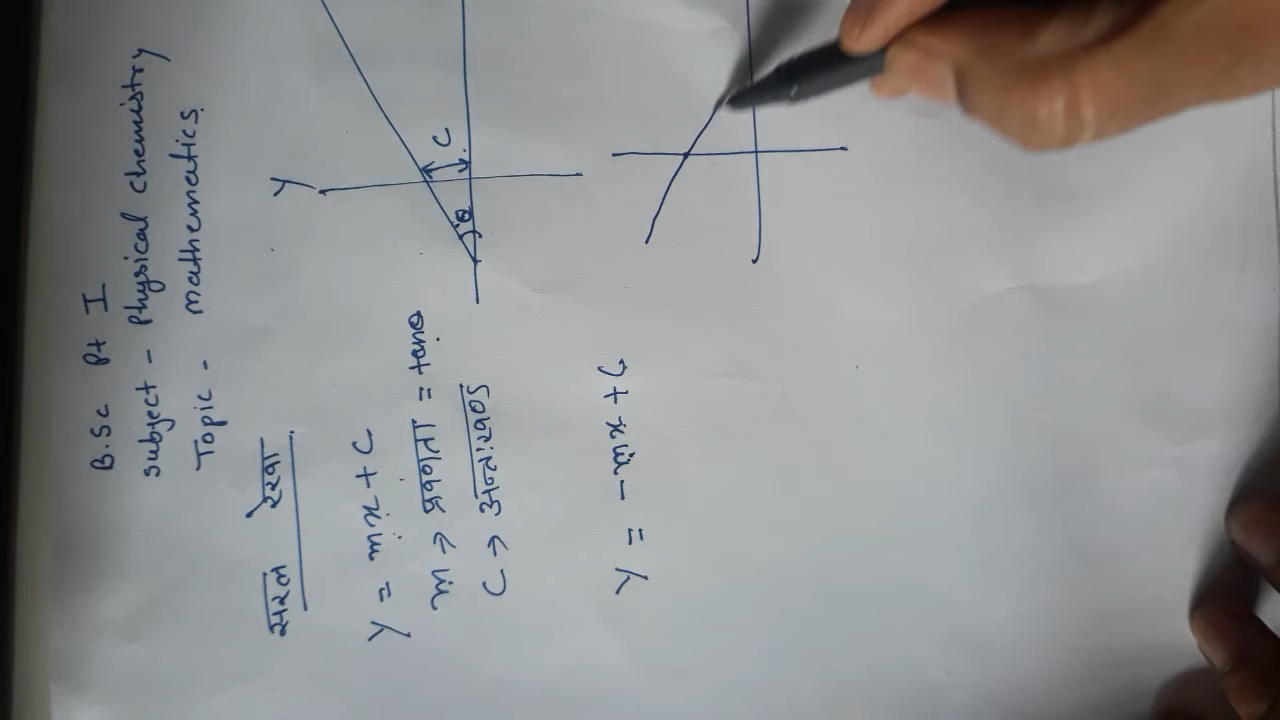 B.Sc Pt I
Subject - Physical chemistry
Topic - mathematics.
सरल रेखा
Y = mx + C
m → प्रवणता = tanθ
C → अन्तःखण्ड
Y = - mx + C
Y
C
θ